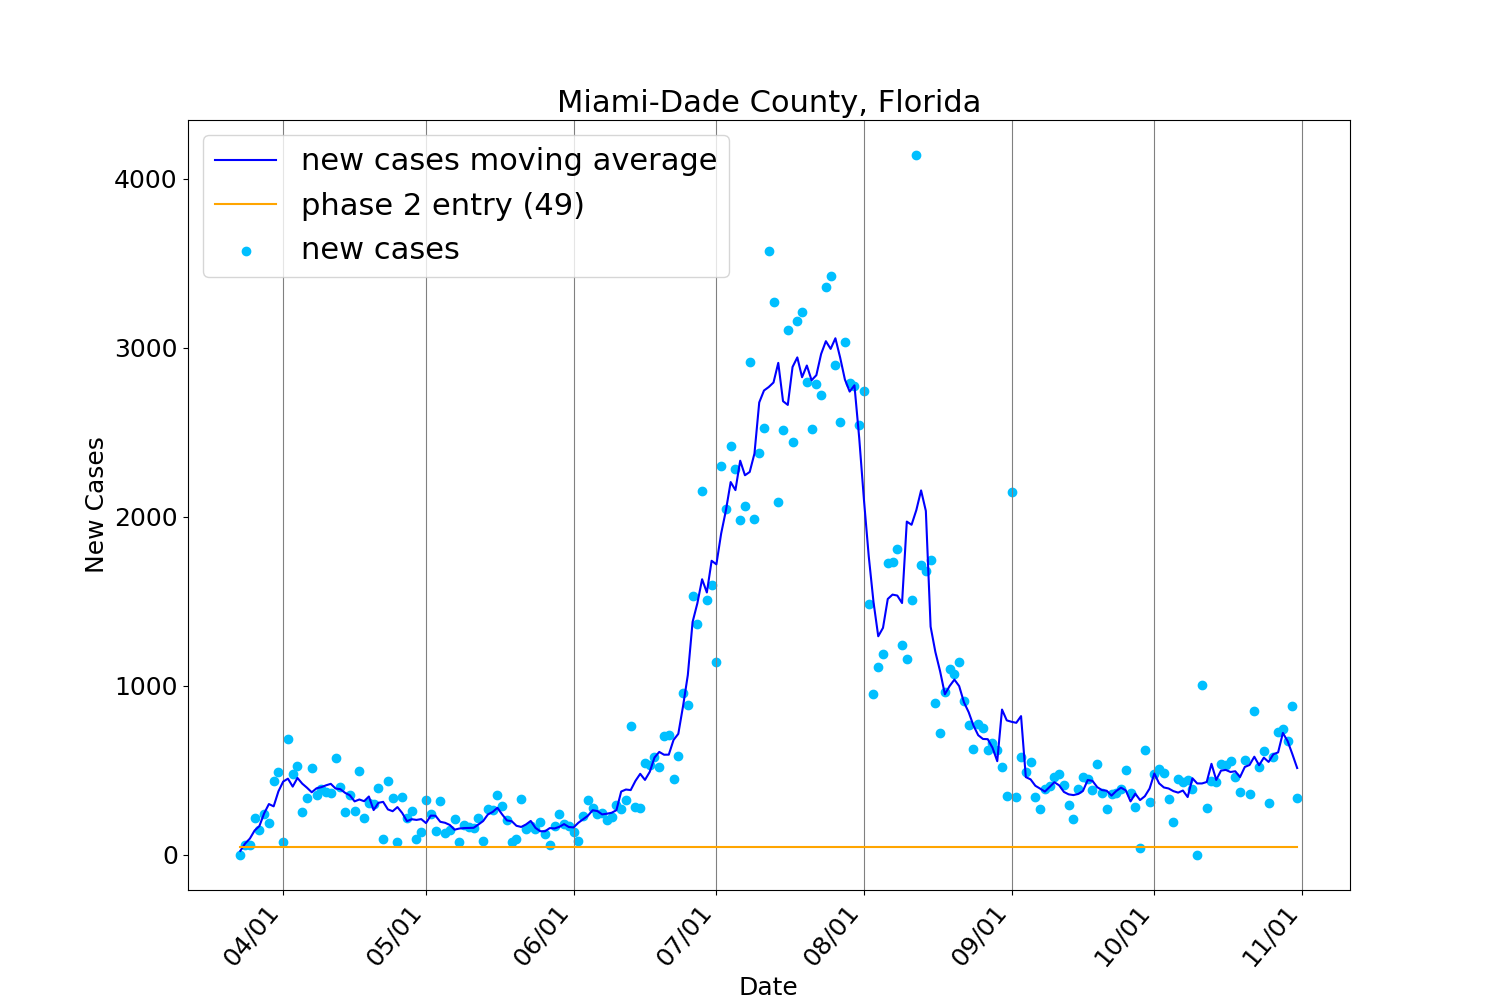 Miami-Dade County, Florida
new cases moving average
phase 2 entry (49)
new cases
4000
3000
2000
1000
0
New Cases
04/01
05/01
06/01
07/01
08/01
09/01
10/01
11/01
Date